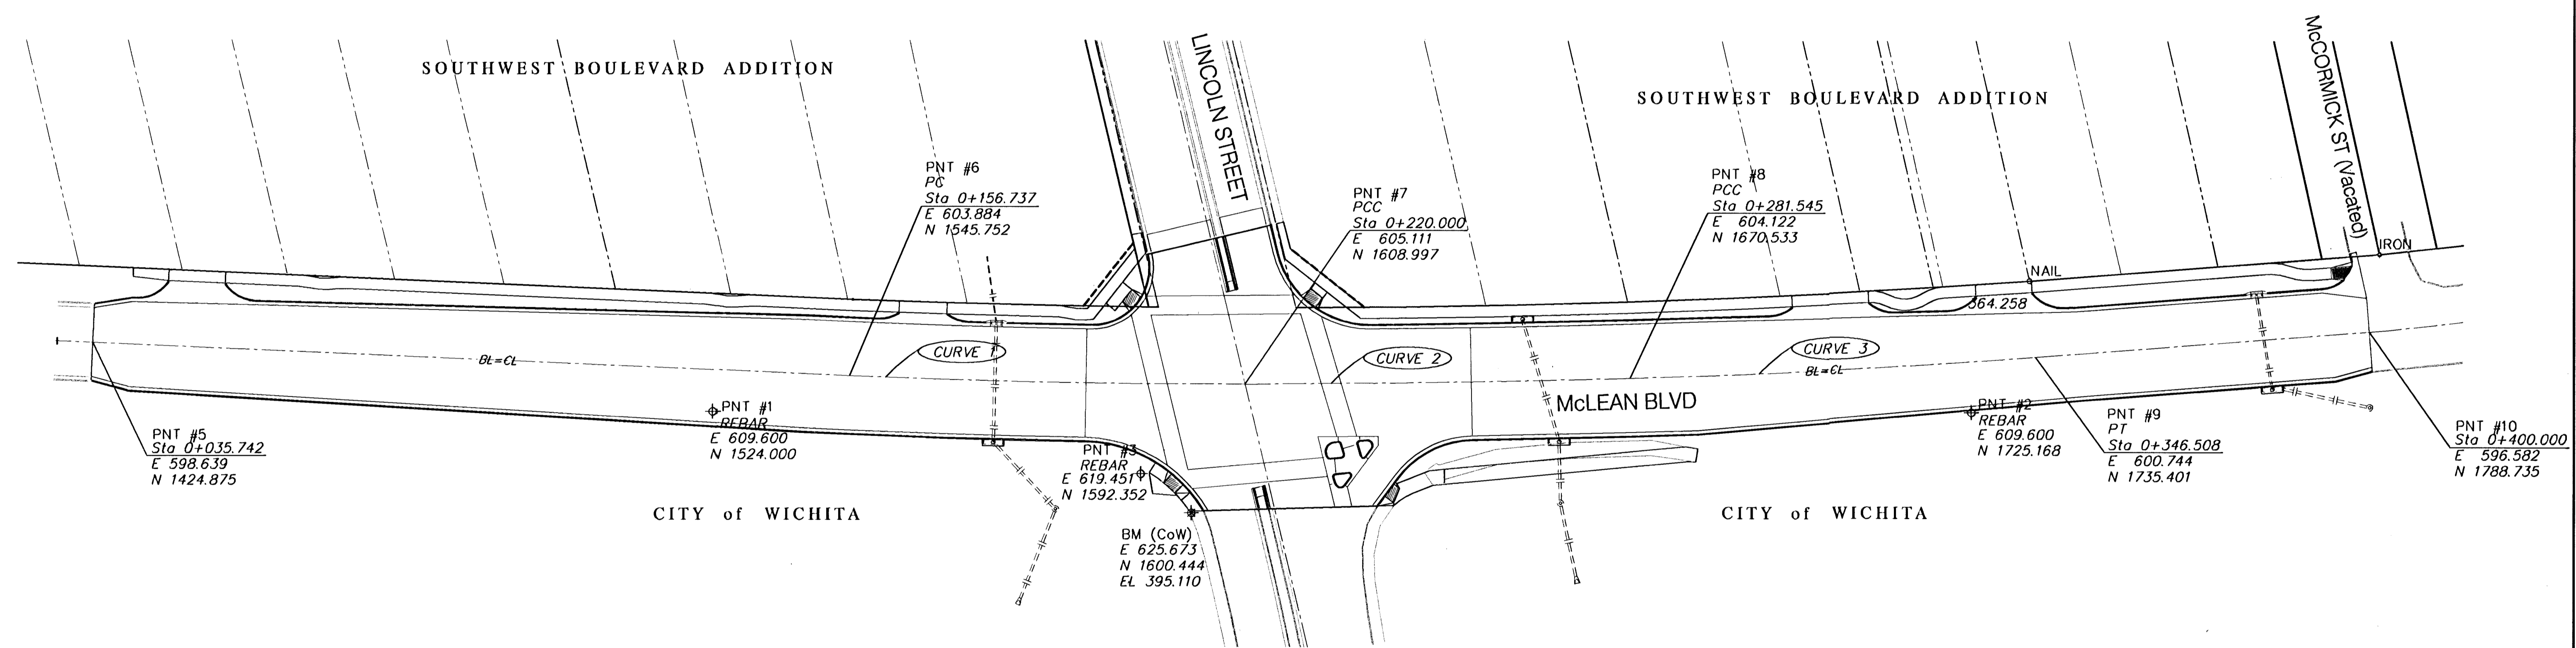 SOUTHWEST BOULEVARD ADDITION
LINCOLN STREET
SOUTHWEST BOULEVARD ADDITION
McCORMICK ST (Vacated)
PNT #6
PC
Sta 0+156.737
E 603.884
N 1545.752
PNT #7
PCC
Sta 0+220.000
E 605.111
N 1608.997
PNT #8
PCC
Sta 0+281.545
E 604.122
N 1670.533
IRON
NAIL
364.258
BL=CL
CURVE 1
CURVE 2
CURVE 3
BL=CL
McLEAN BLVD
PNT #5
Sta 0+035.742
E 598.639
N 1424.875
PNT #1
REBAR
E 609.600
N 1524.000
PNT #3
REBAR
E 619.451
N 1592.352
BM (CoW)
E 625.673
N 1600.444
EL 395.110
PNT #2
REBAR
E 609.600
N 1725.168
PNT #9
PT
Sta 0+346.508
E 600.744
N 1735.401
PNT #10
Sta 0+400.000
E 596.582
N 1788.735
CITY of WICHITA
CITY of WICHITA